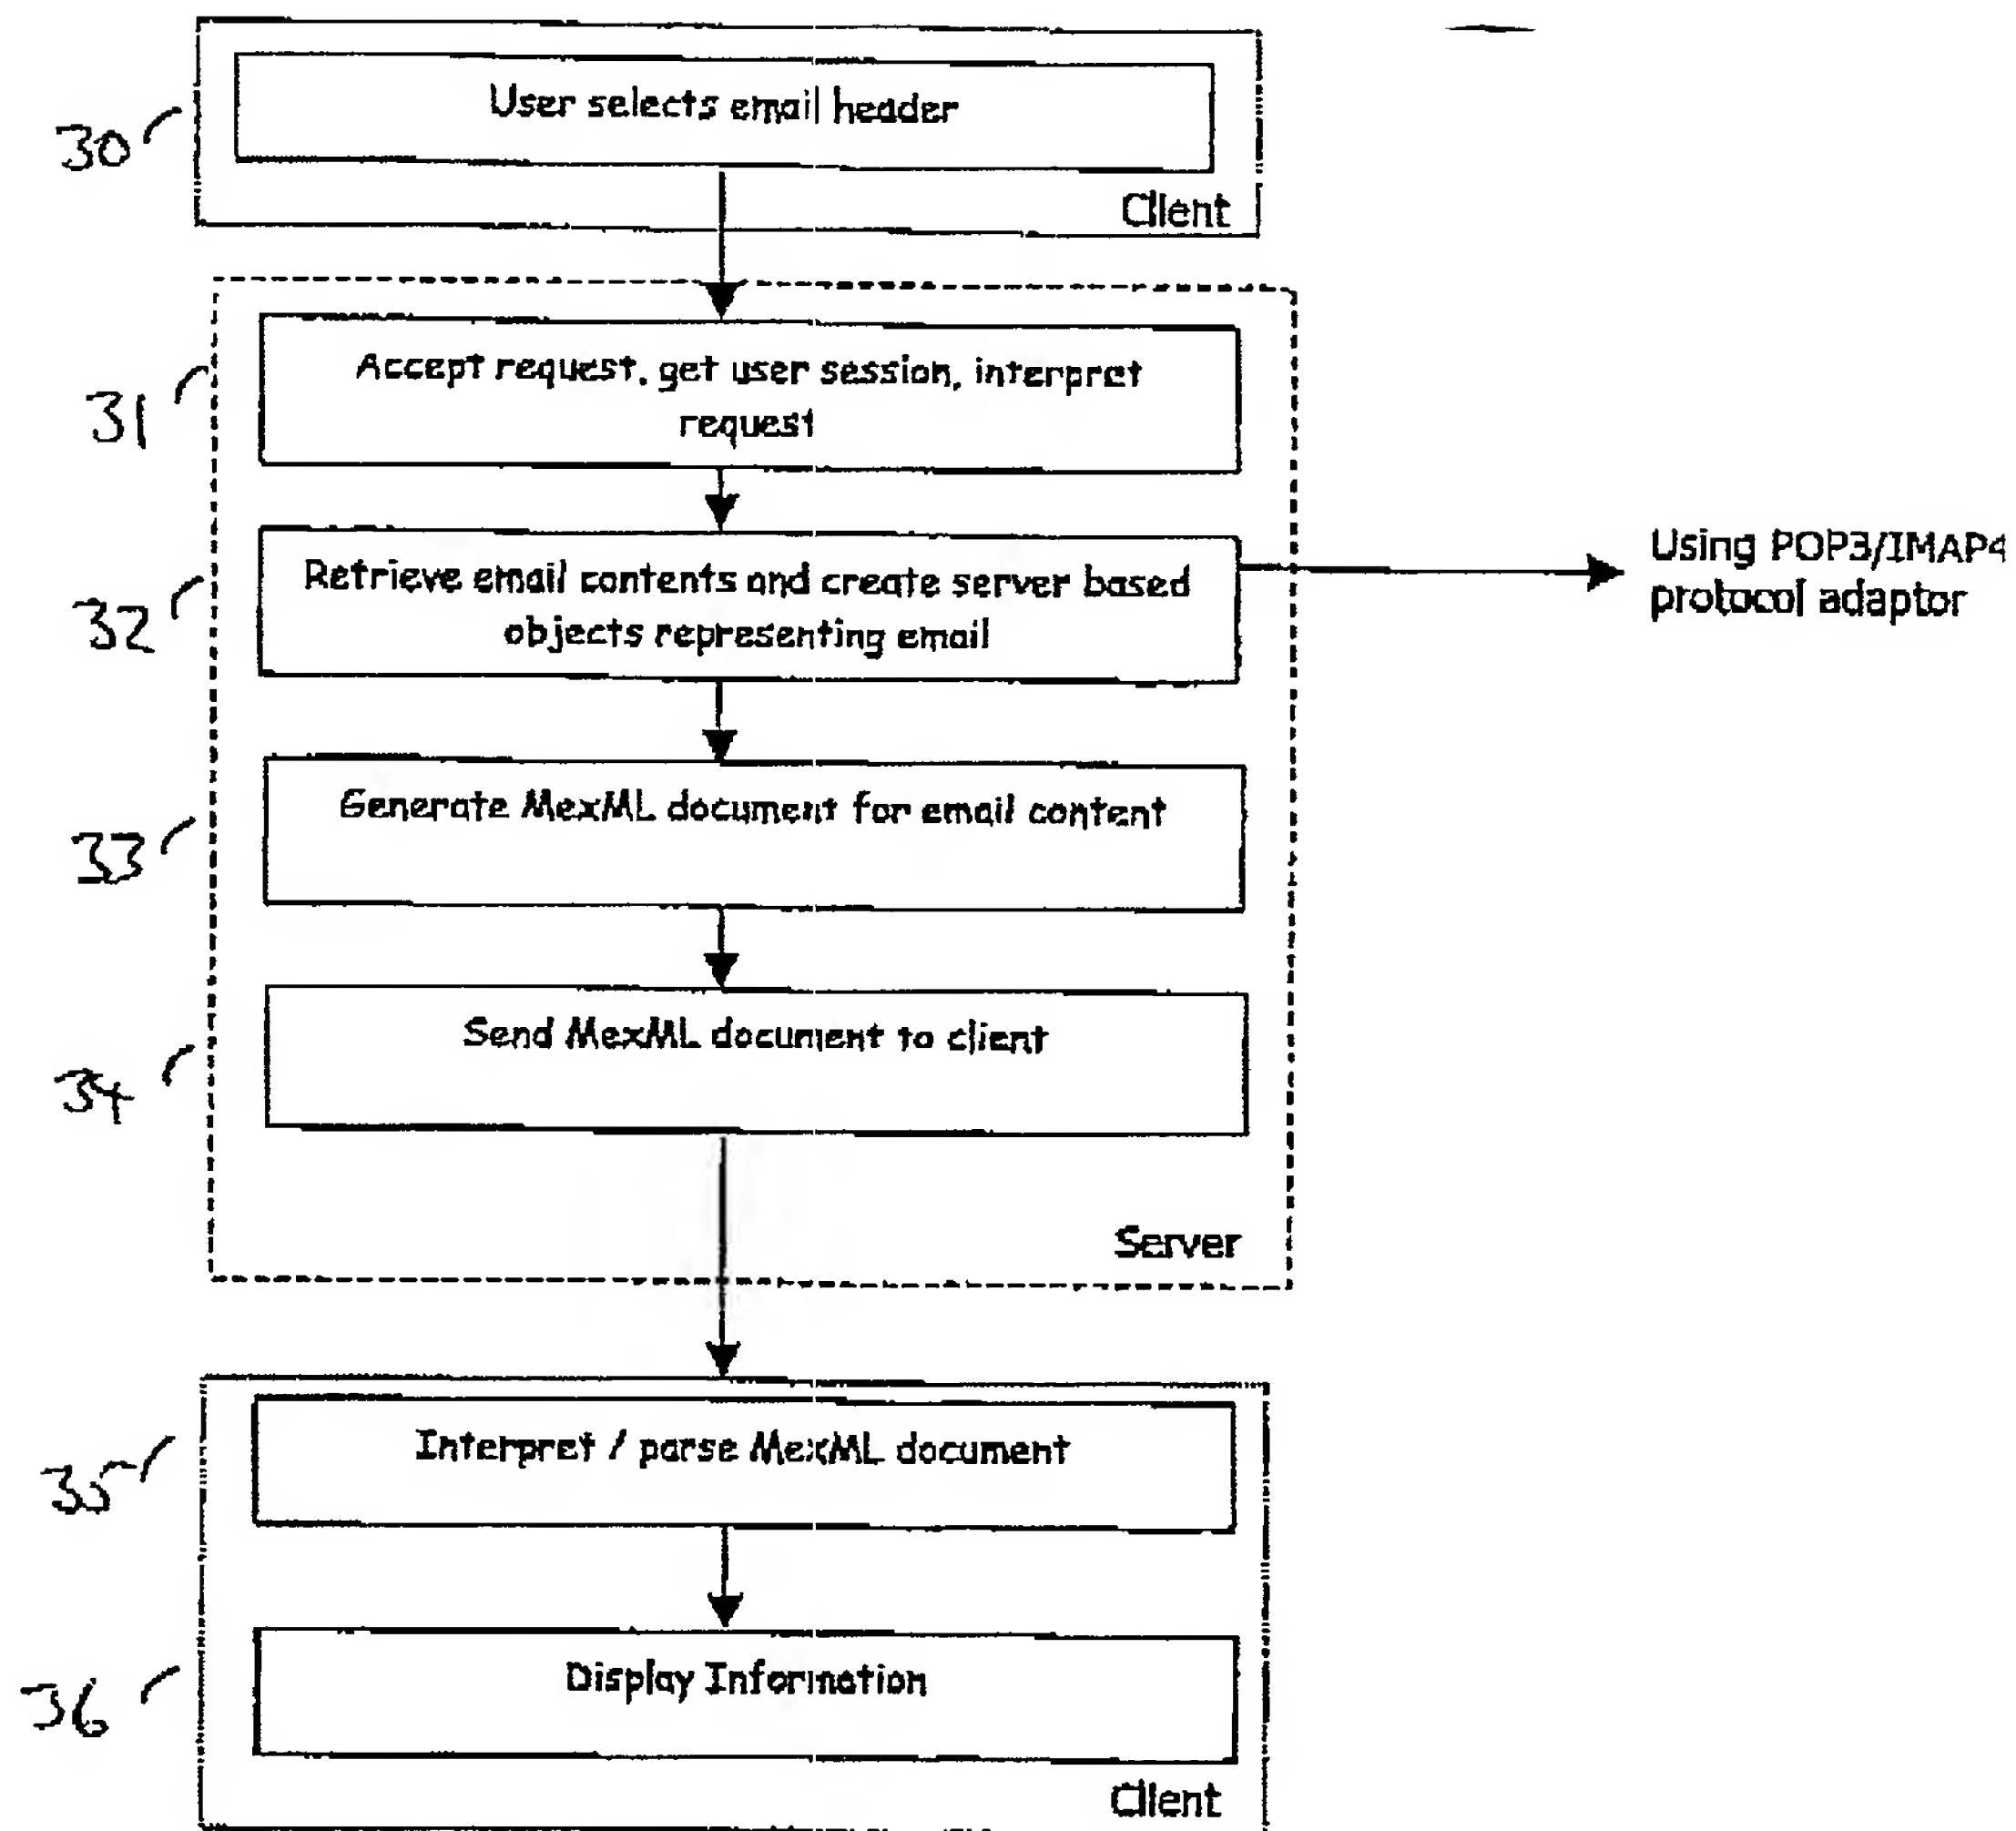 User selects email header
30
Client
Accept request, get user session, interpret
request
31
Retrieve email contents and create server based
objects representing email
32
Using POP3/IMAP4
protocol adaptor
Generate MexML document for email content
33
Send MexML document to client
34
Server
Interpret / parse MexML document
35
Display Information
36
Client